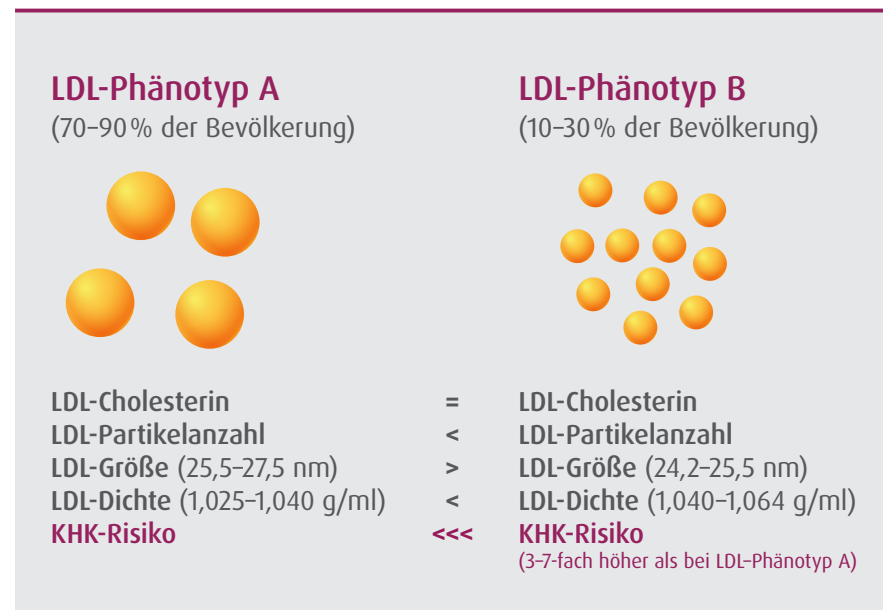 LDL-Phänotyp A
(70–90 % der Bevölkerung)
LDL-Phänotyp B
(10–30 % der Bevölkerung)
LDL-Cholesterin = LDL-Cholesterin
LDL-Partikelanzahl < LDL-Partikelanzahl
LDL-Größe (25,5–27,5 nm) > LDL-Größe (24,2–25,5 nm)
LDL-Dichte (1,025–1,040 g/ml) < LDL-Dichte (1,040–1,064 g/ml)
KHK-Risiko <<< KHK-Risiko
(3–7-fach höher als bei LDL–Phänotyp A)